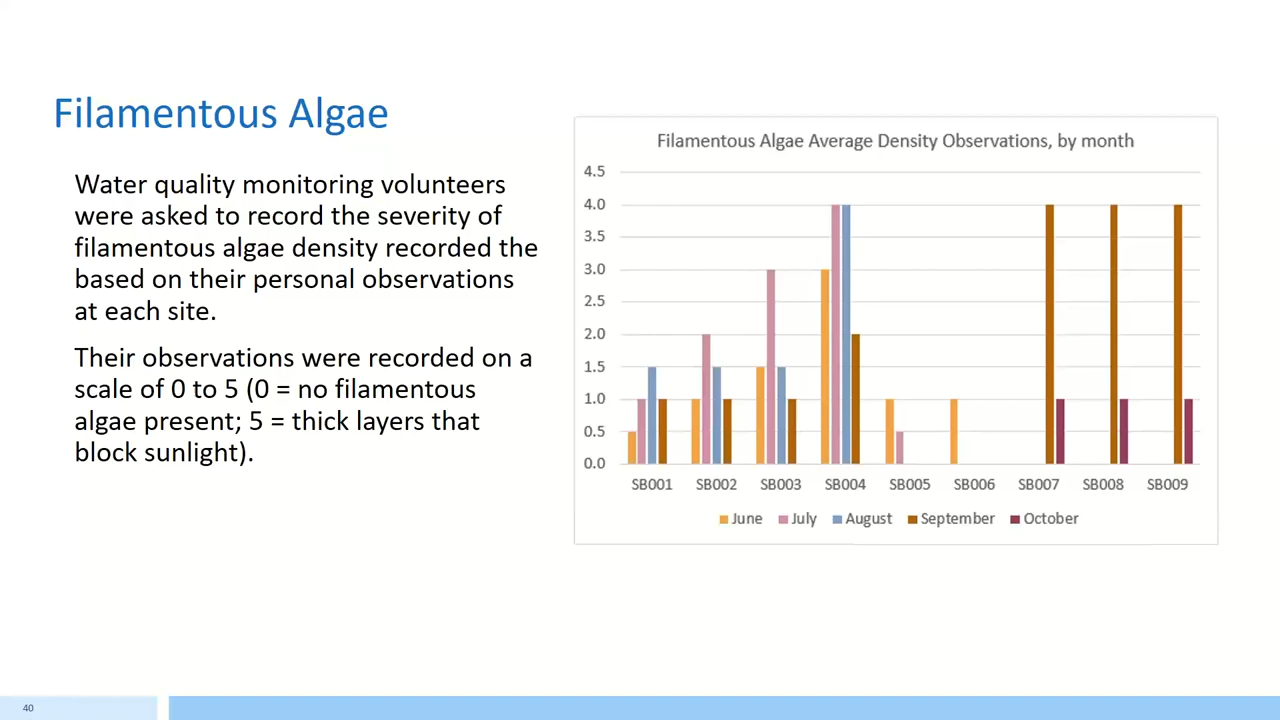 Filamentous Algae
Water quality monitoring volunteers
were asked to record the severity of
filamentous algae density recorded the
based on their personal observations
at each site.
Their observations were recorded on a
scale of 0 to 5 (0 = no filamentous
algae present; 5 = thick layers that
block sunlight).
Filamentous Algae Average Density Observations, by month
4.5
4.0
3.5
3.0
2.5
2.0
1.5
1.0
0.5
0.0
SB001 SB002 SB003 SB004 SB005 SB006 SB007 SB008 SB009
June July August September October
40